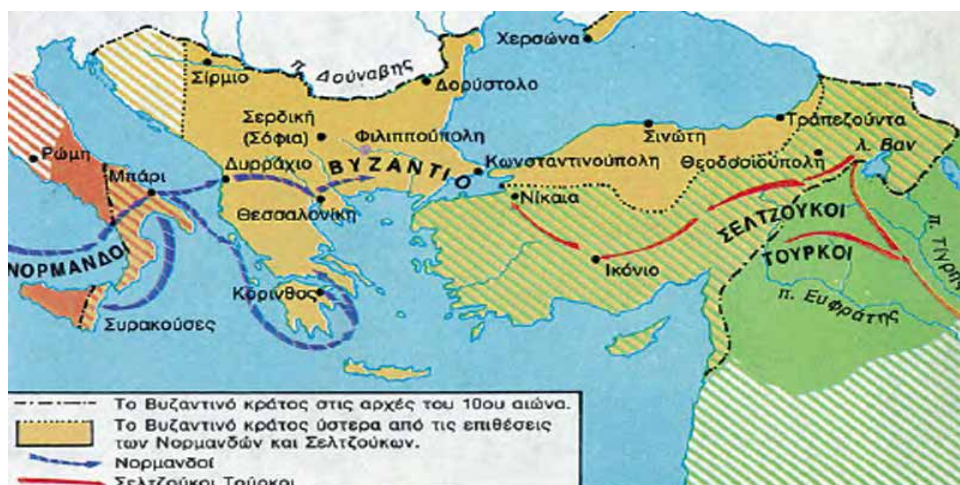 Χερσώνα
π. Δούναβης
Σίρμιο
Δορύστολο
Σερδική
(Σόφια)
Φιλιππούπολη
Σινώπη
Τραπεζούντα
λ. Βαν
Ρώμη
Μπάρι
Δυρράχιο
ΒΥΖΑΝΤΙΟ
Κωνσταντινούπολη
Θεοδοσιούπολη
Νίκαια
Θεσσαλονίκη
ΣΕΛΤΖΟΥΚΟΙ
ΤΟΥΡΚΟΙ
π. Τίγρης
ΝΟΡΜΑΝΔΟΙ
Ικόνιο
Κόρινθος
π. Ευφράτης
Συρακούσες
Το Βυζαντινό κράτος στις αρχές του 10ου αιώνα.
Το Βυζαντινό κράτος ύστερα από τις επιθέσεις
των Νορμανδών και Σελτζούκων.
Νορμανδοί
Σελτζούκοι Τούρκοι